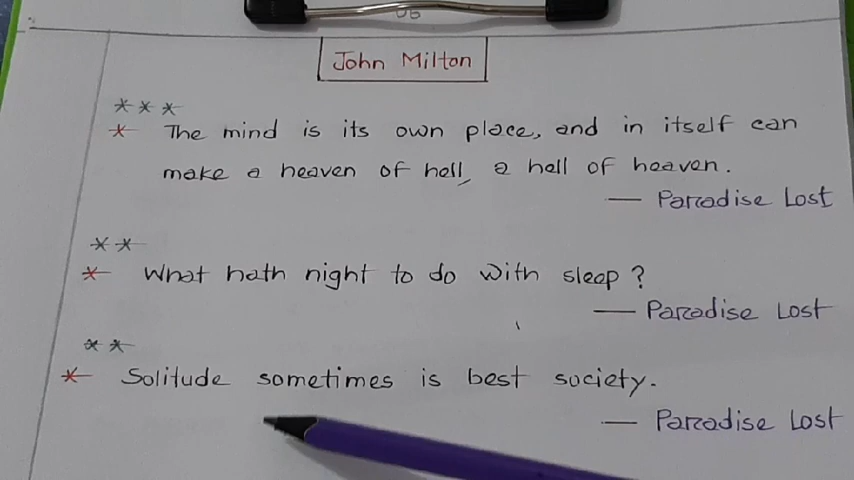 John Milton
* * *
* The mind is its own place, and in itself can
make a heaven of hell, a hell of heaven.
— Paradise Lost
* *
* What hath night to do with sleep?
— Paradise Lost
* *
* Solitude sometimes is best society.
— Paradise Lost